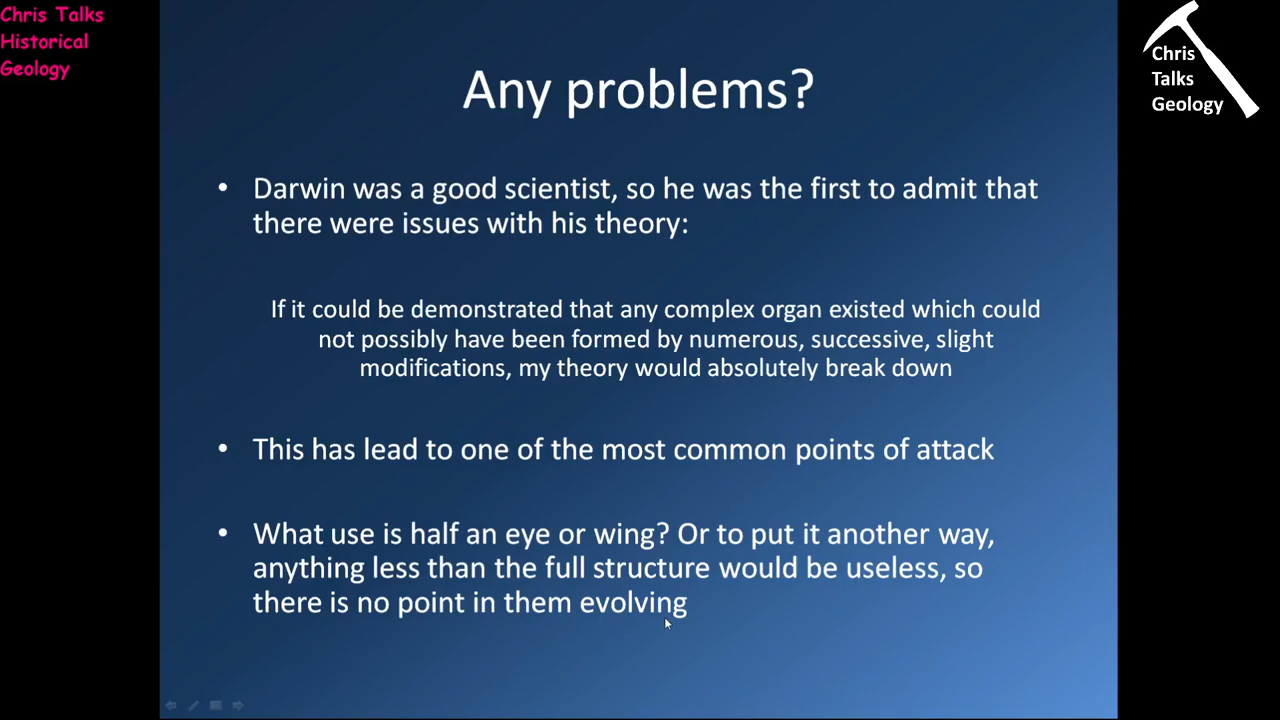 Chris Talks
Historical
Geology
Chris
Talks
Geology
Any problems?
• Darwin was a good scientist, so he was the first to admit that
there were issues with his theory:
If it could be demonstrated that any complex organ existed which could
not possibly have been formed by numerous, successive, slight
modifications, my theory would absolutely break down
• This has lead to one of the most common points of attack
• What use is half an eye or wing? Or to put it another way,
anything less than the full structure would be useless, so
there is no point in them evolving